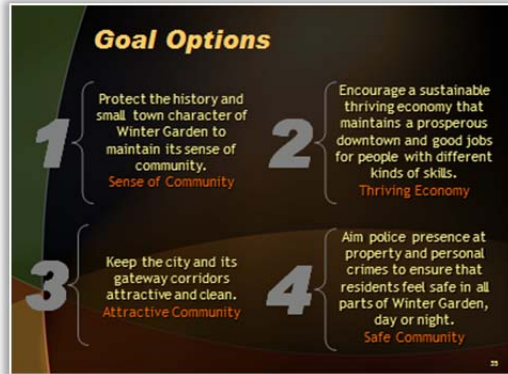 Goal Options
1
Protect the history and
small town character of
Winter Garden to
maintain its sense of
community.
Sense of Community
2
Encourage a sustainable
thriving economy that
maintains a prosperous
downtown and good jobs
for people with different
kinds of skills.
Thriving Economy
3
Keep the city and its
gateway corridors
attractive and clean.
Attractive Community
4
Aim police presence at
property and personal
crimes to ensure that
residents feel safe in all
parts of Winter Garden,
day or night.
Safe Community